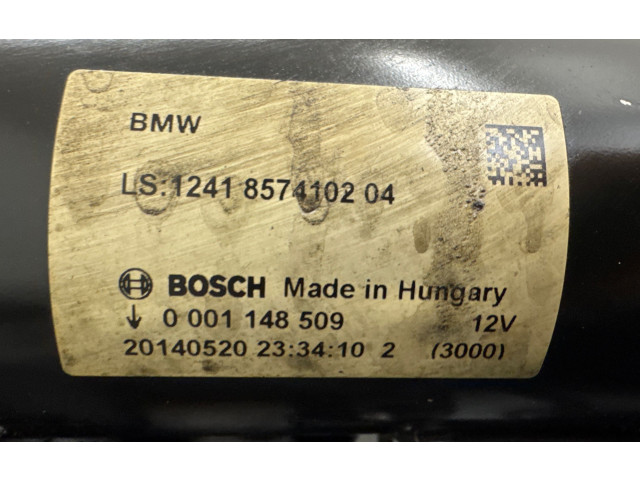 BMW
LS:1241 8574102 04
BOSCH Made in Hungary
↓ 0 001 148 509 12V
20140520 23:34:10 2 (3000)